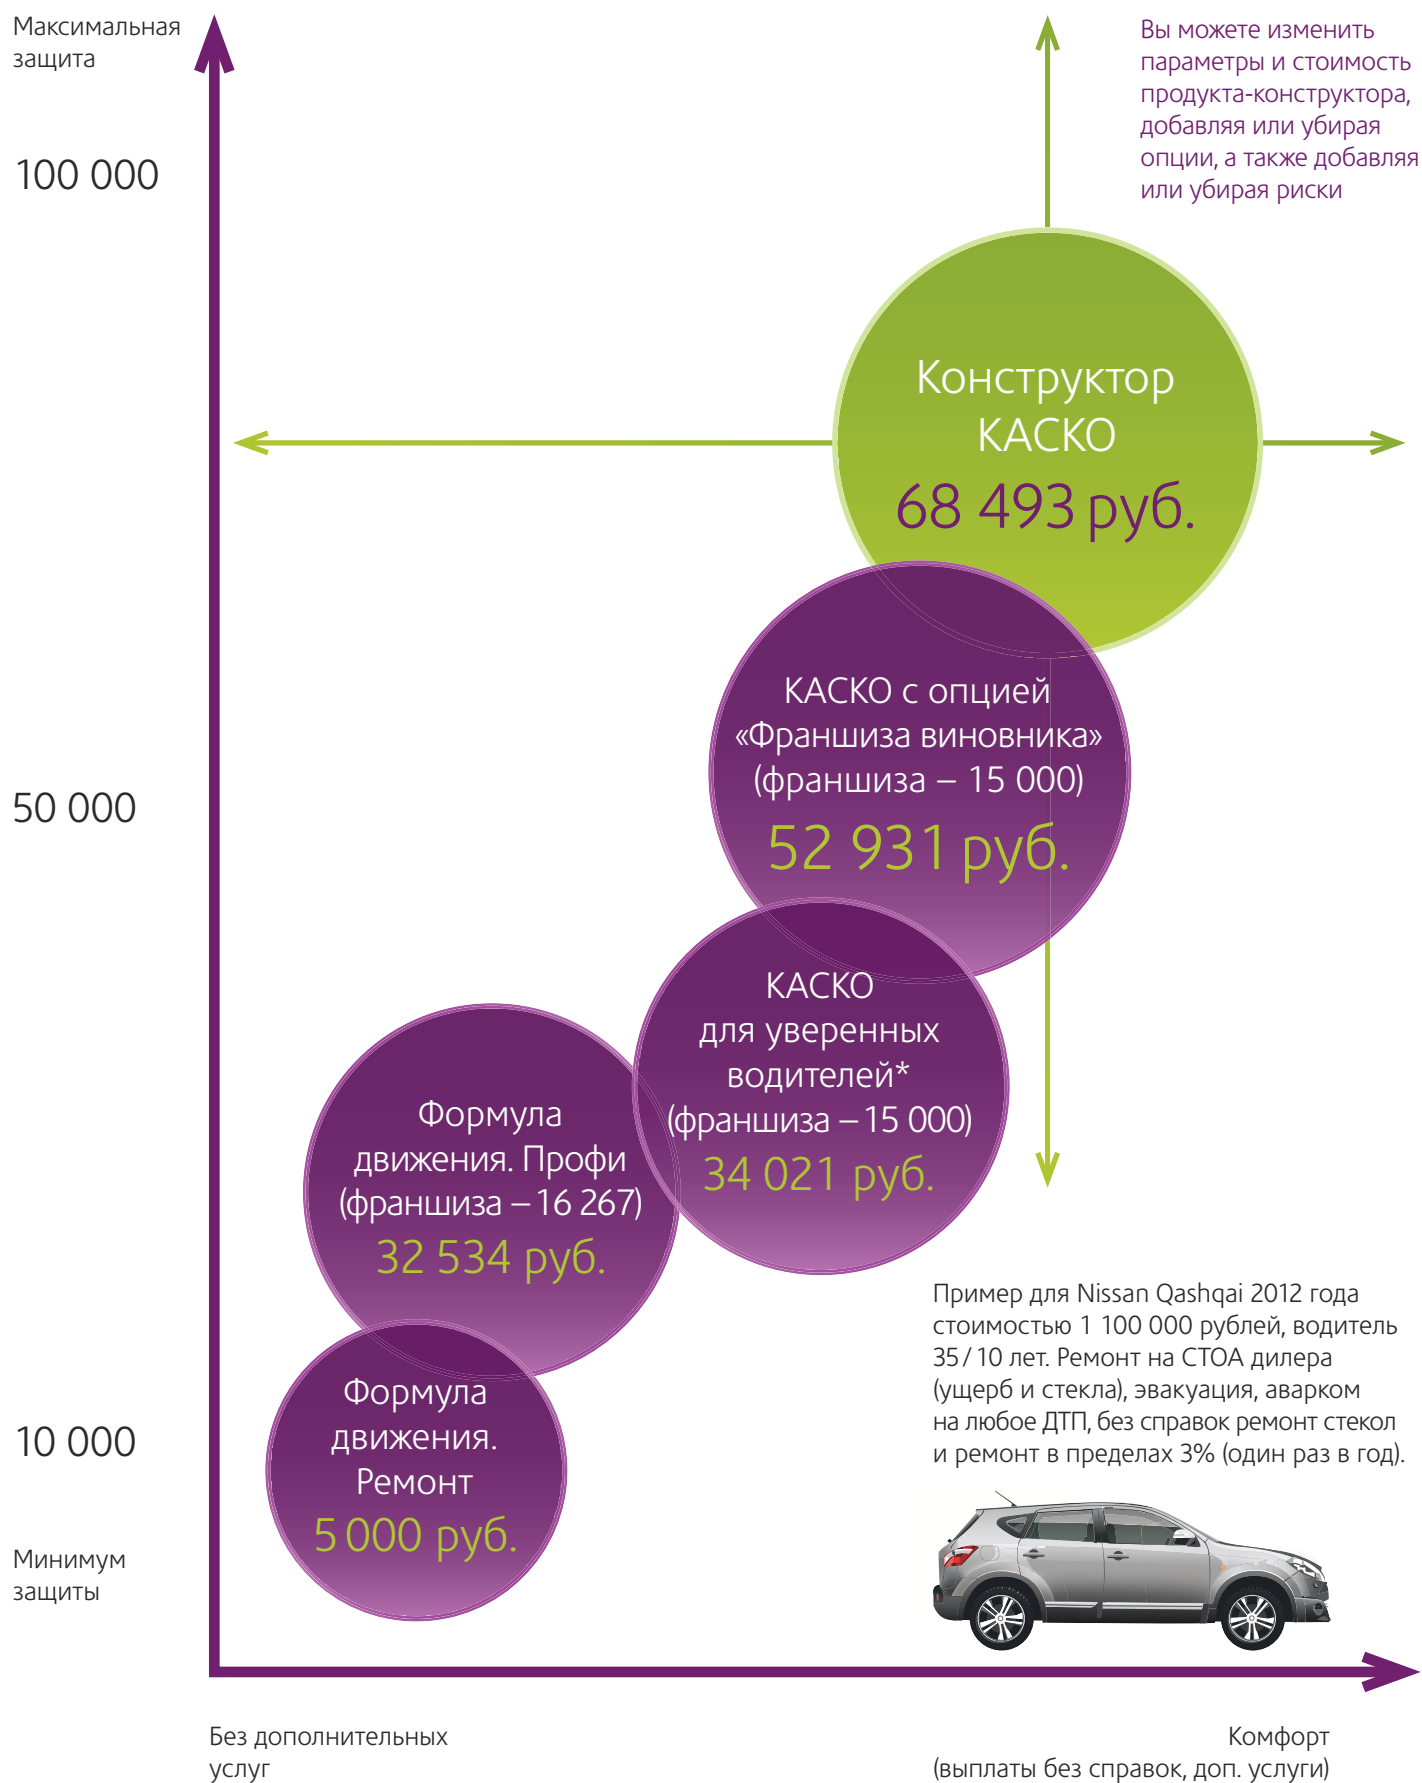 Максимальная
защита
100 000
50 000
10 000
Минимум
защиты
Вы можете изменить
параметры и стоимость
продукта-конструктора,
добавляя или убирая
опции, а также добавляя
или убирая риски
Конструктор
КАСКО
68 493 руб.
КАСКО с опцией
«Франшиза виновника»
(франшиза – 15 000)
52 931 руб.
КАСКО
для уверенных
водителей*
(франшиза – 15 000)
34 021 руб.
Формула
движения. Профи
(франшиза – 16 267)
32 534 руб.
Формула
движения.
Ремонт
5 000 руб.
Пример для Nissan Qashqai 2012 года
стоимостью 1 100 000 рублей, водитель
35 / 10 лет. Ремонт на СТОА дилера
(ущерб и стекла), эвакуация, аварком
на любое ДТП, без справок ремонт стекол
и ремонт в пределах 3% (один раз в год).
Без дополнительных
услуг
Комфорт
(выплаты без справок, доп. услуги)